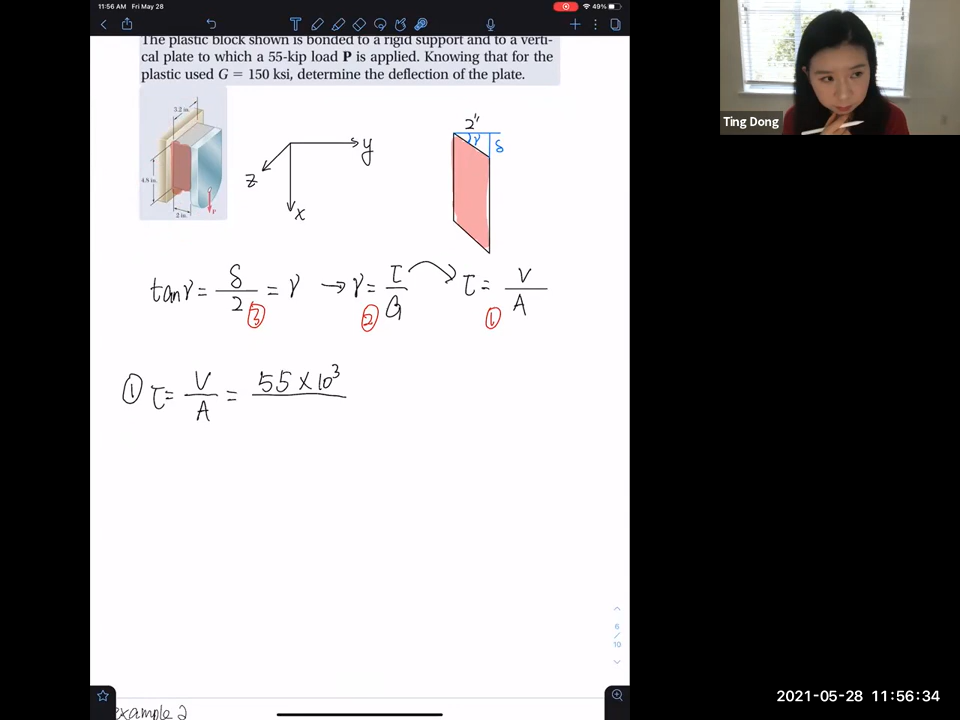 11:56 AM Fri May 28
49%
The plastic block shown is bonded to a rigid support and to a verti-
cal plate to which a 55-kip load P is applied. Knowing that for the
plastic used G = 150 ksi, determine the deflection of the plate.
3.2 in.
4.8 in.
2 in.
P
y
z
x
2"
γ
δ
tanγ = δ/2 = γ → γ = τ/G τ = V/A
③ ② ①
① τ = V/A = 55 × 10³
6
/
10
example 2
Ting Dong
2021-05-28 11:56:34